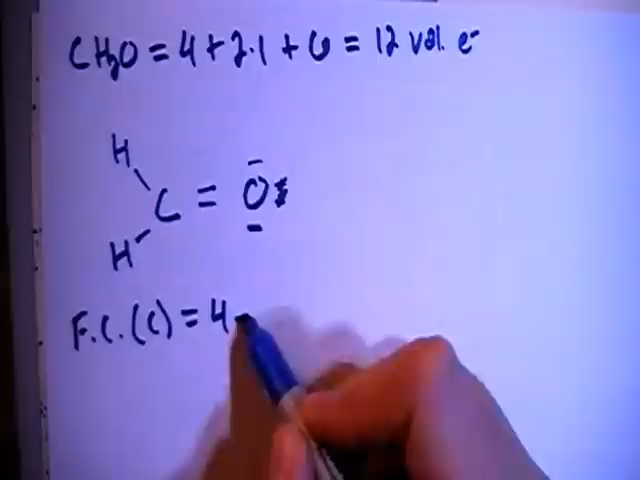 CH₂O = 4 + 2·1 + 6 = 12 val. e⁻
H
C = O
H
F.C. (C) = 4 -